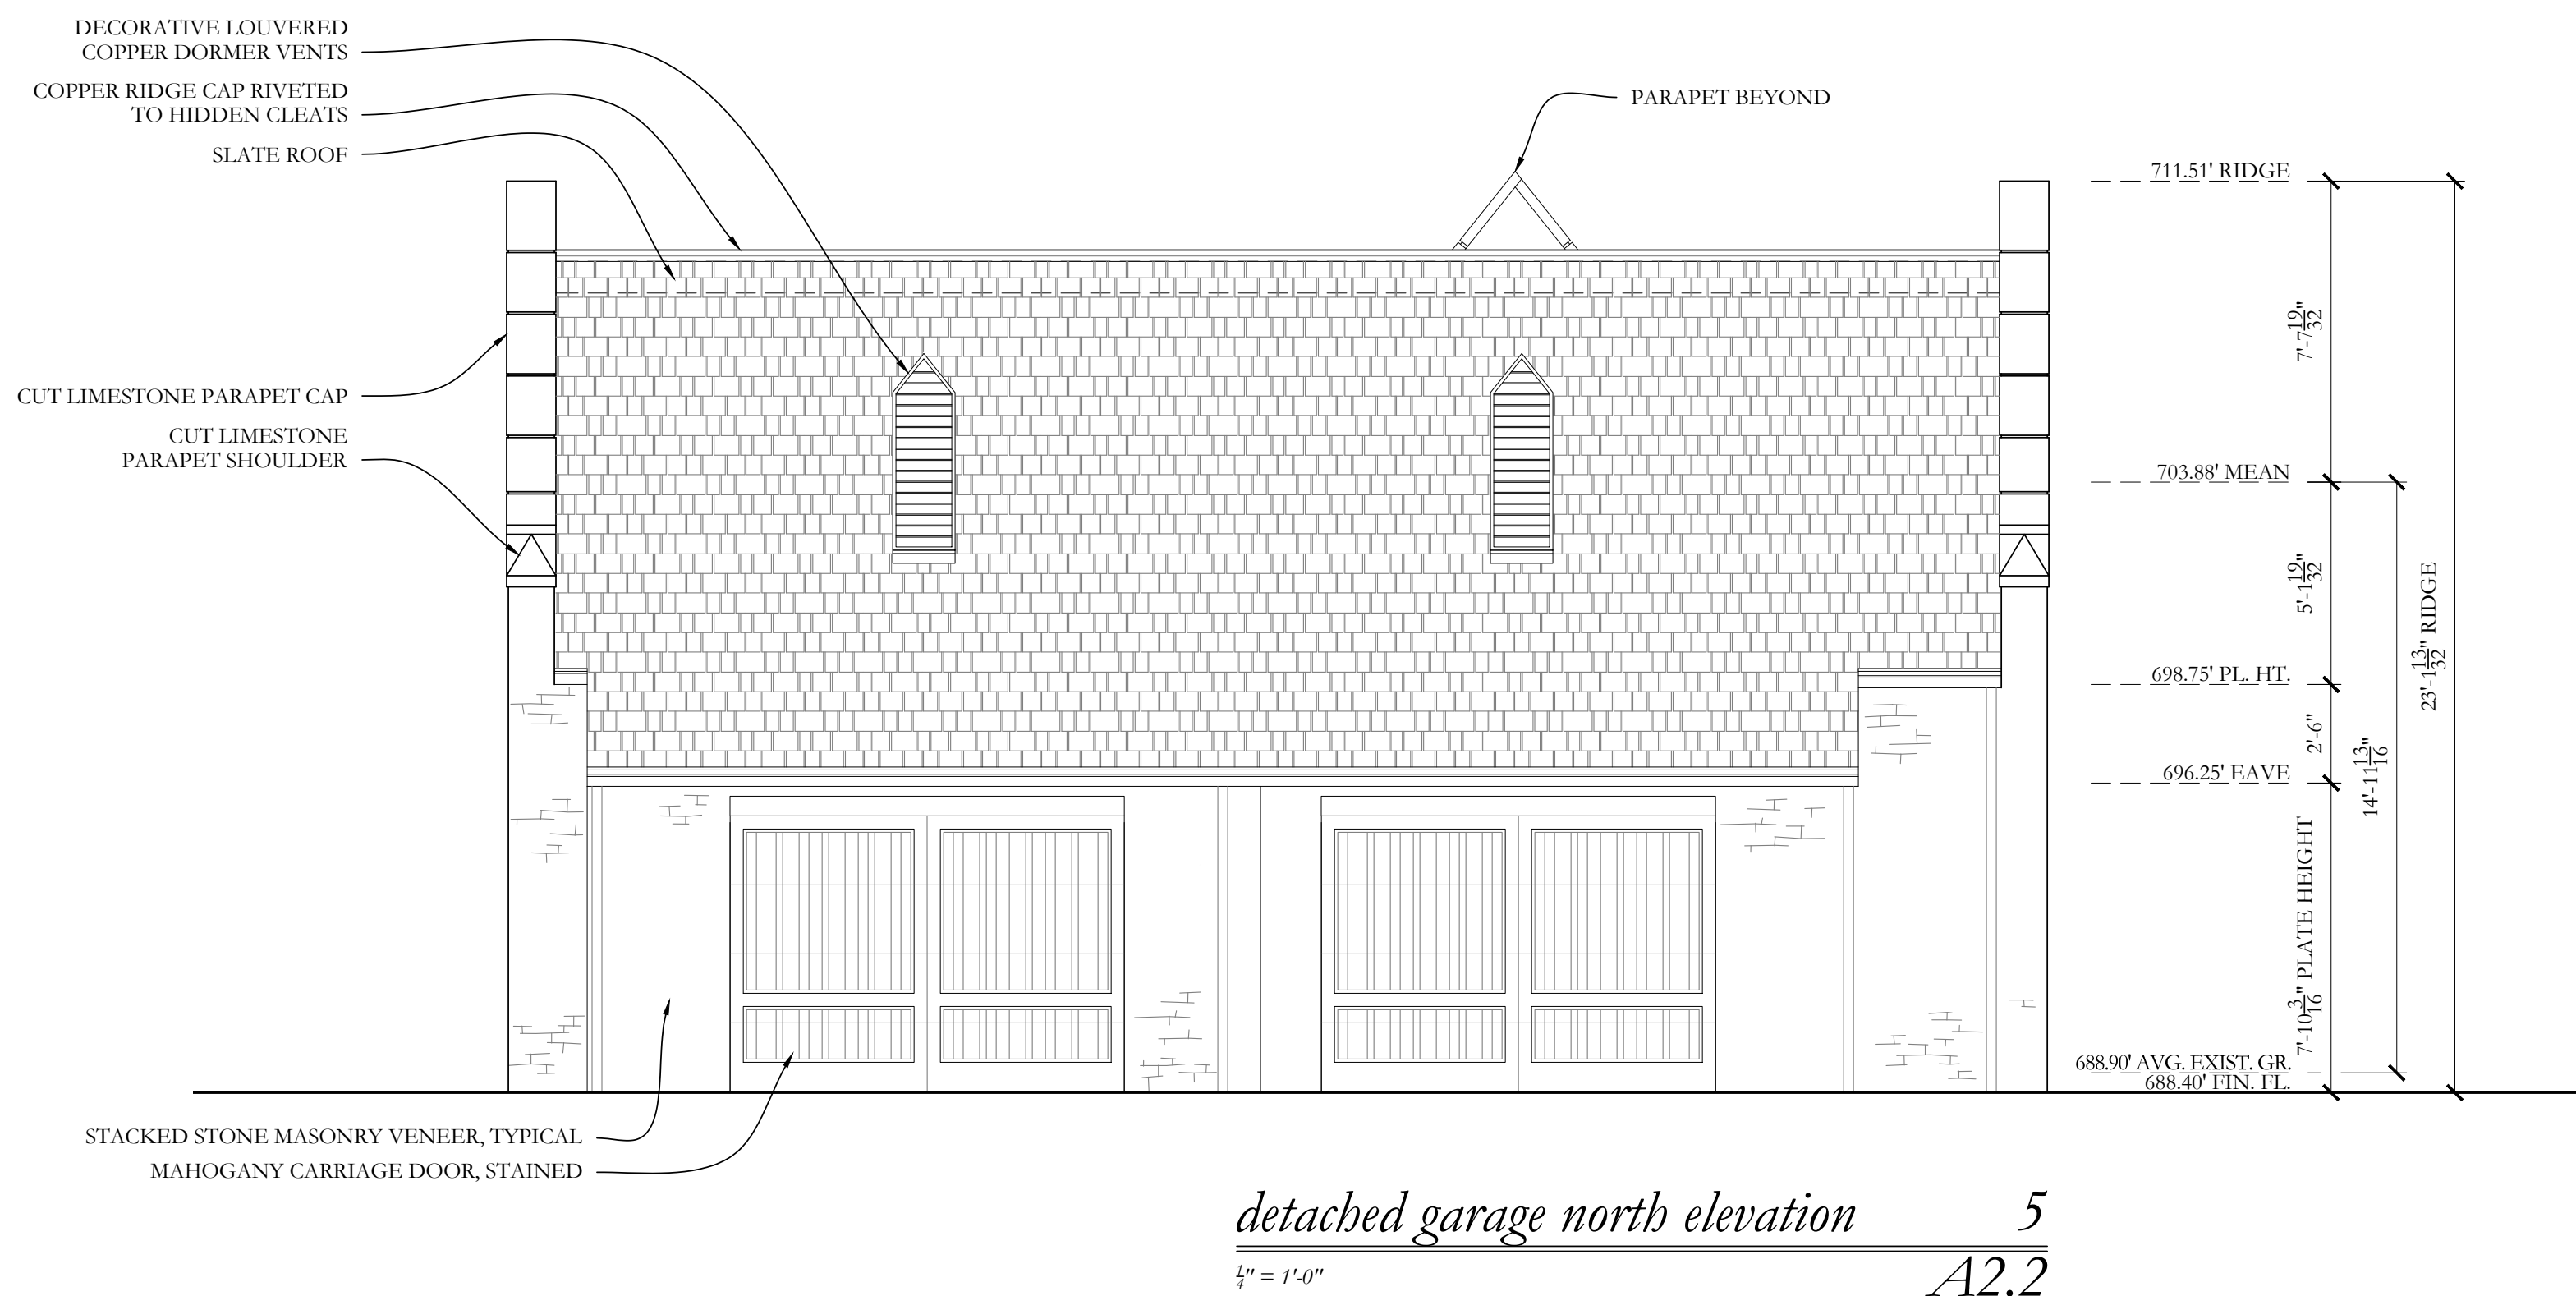 DECORATIVE LOUVERED
COPPER DORMER VENTS
COPPER RIDGE CAP RIVETED
TO HIDDEN CLEATS
SLATE ROOF
PARAPET BEYOND
CUT LIMESTONE PARAPET CAP
CUT LIMESTONE
PARAPET SHOULDER
711.51' RIDGE
7'-7 19/32"
703.88' MEAN
5'-1 19/32"
698.75' PL. HT.
2'-6"
696.25' EAVE
7'-10 3/16" PLATE HEIGHT
14'-11 13/16"
23'-1 13/32" RIDGE
688.90' AVG. EXIST. GR.
688.40' FIN. FL.
STACKED STONE MASONRY VENEER, TYPICAL
MAHOGANY CARRIAGE DOOR, STAINED
detached garage north elevation 5
1/4" = 1'-0"
A2.2